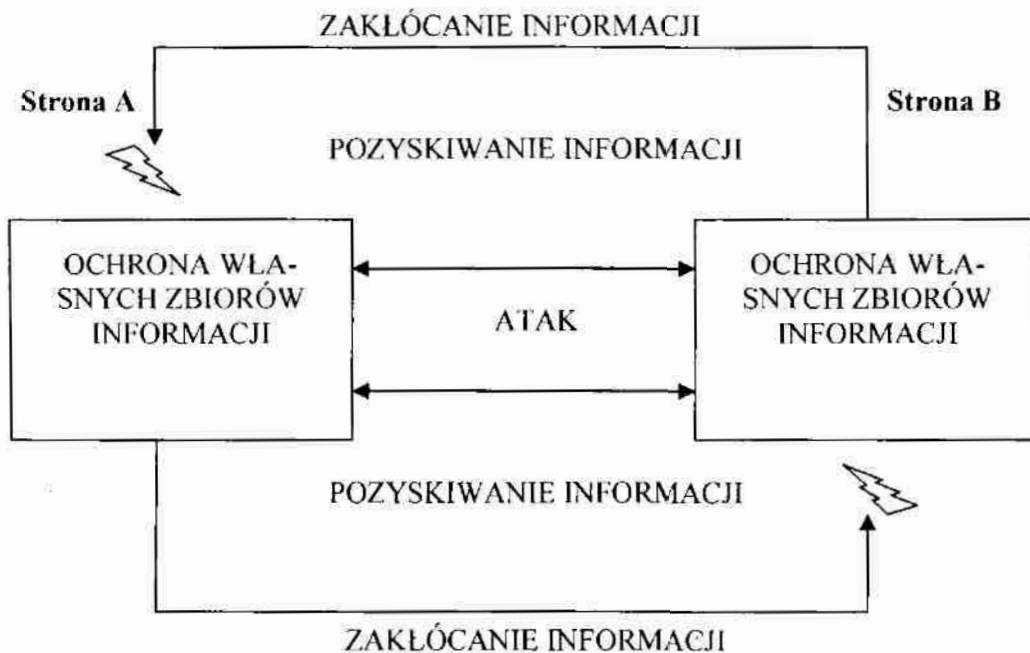 ZAKŁÓCANIE INFORMACJI
Strona A
Strona B
POZYSKIWANIE INFORMACJI
OCHRONA WŁA-
SNYCH ZBIORÓW
INFORMACJI
ATAK
OCHRONA WŁA-
SNYCH ZBIORÓW
INFORMACJI
POZYSKIWANIE INFORMACJI
ZAKŁÓCANIE INFORMACJI